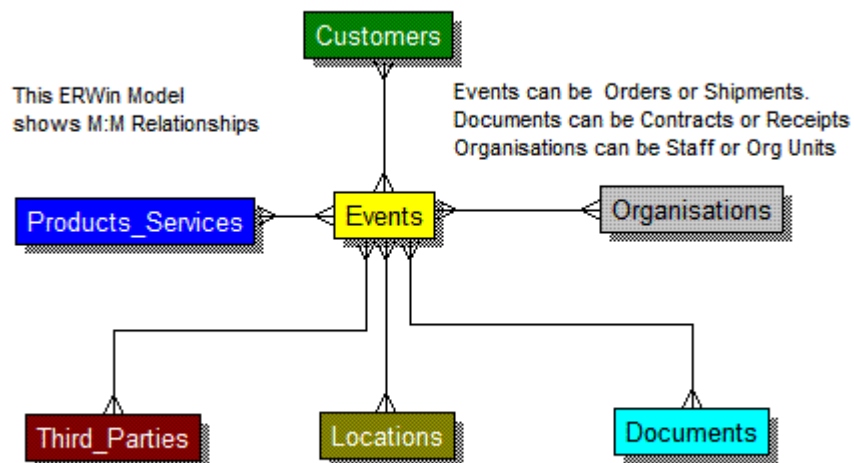 Customers
This ERWin Model
shows M:M Relationships
Events can be Orders or Shipments.
Documents can be Contracts or Receipts
Organisations can be Staff or Org Units
Products_Services
Events
Organisations
Third_Parties
Locations
Documents